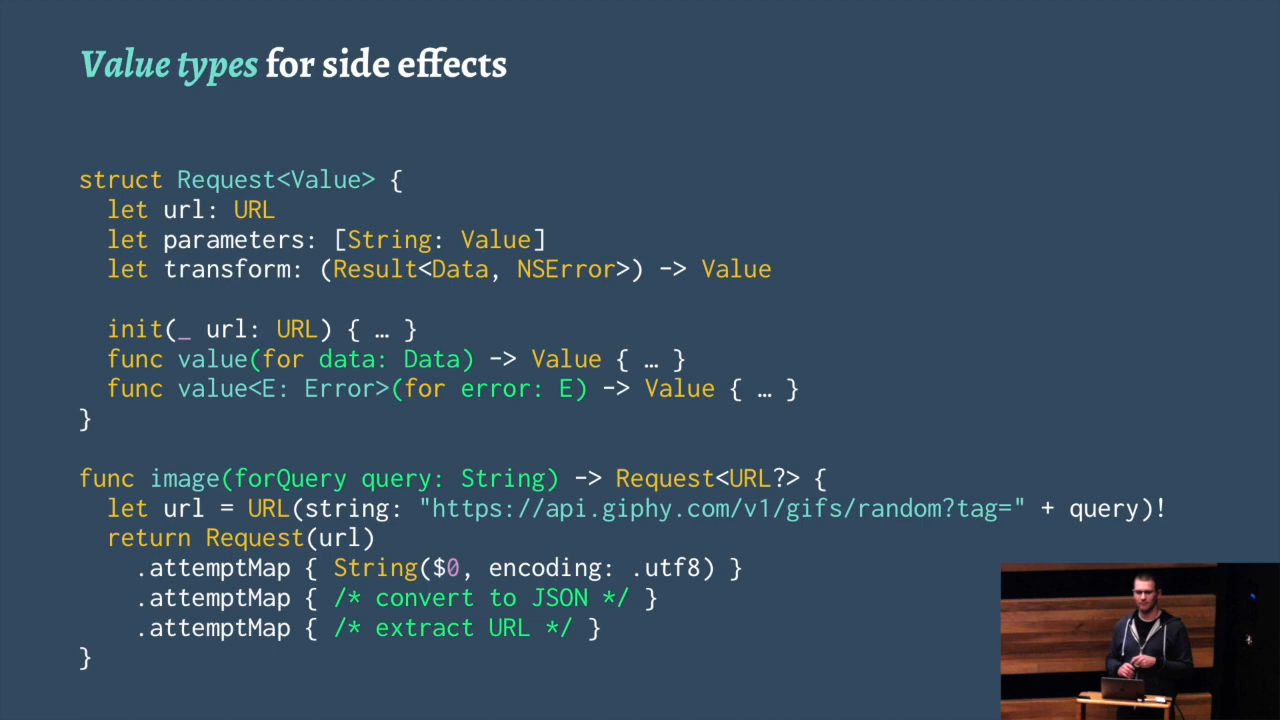 Value types for side effects
struct Request<Value> {
let url: URL
let parameters: [String: Value]
let transform: (Result<Data, NSError>) -> Value
init(_ url: URL) { … }
func value(for data: Data) -> Value { … }
func value<E: Error>(for error: E) -> Value { … }
}
func image(forQuery query: String) -> Request<URL?> {
let url = URL(string: "https://api.giphy.com/v1/gifs/random?tag=" + query)!
return Request(url)
.attemptMap { String($0, encoding: .utf8) }
.attemptMap { /* convert to JSON */ }
.attemptMap { /* extract URL */ }
}